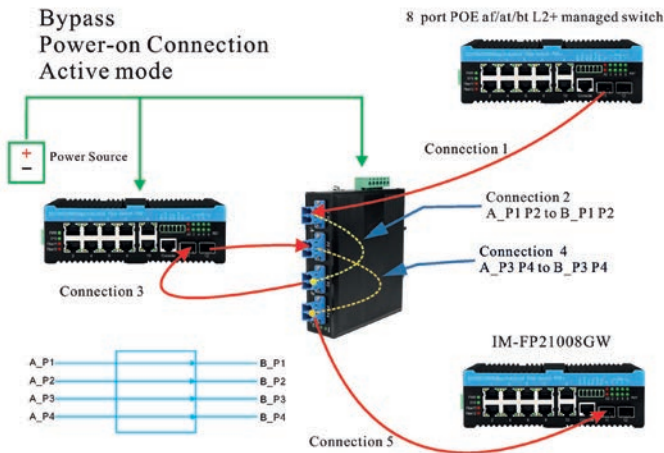 Bypass
Power-on Connection
Active mode
8 port POE af/at/bt L2+ managed switch
+
−
Power Source
Connection 1
Connection 2
A_P1 P2 to B_P1 P2
Connection 4
A_P3 P4 to B_P3 P4
Connection 3
IM-FP21008GW
A_P1
B_P1
A_P2
B_P2
A_P3
B_P3
A_P4
B_P4
Connection 5